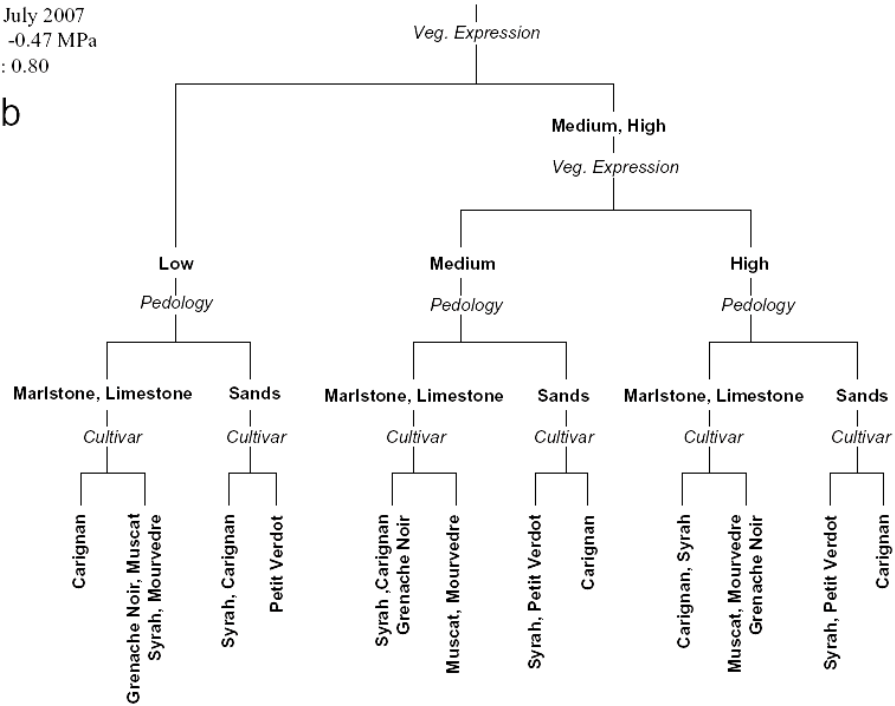 July 2007
-0.47 MPa
: 0.80
b
Veg. Expression
Medium, High
Veg. Expression
Low
Medium
High
Pedology
Pedology
Pedology
Marlstone, Limestone
Sands
Marlstone, Limestone
Sands
Marlstone, Limestone
Sands
Cultivar
Cultivar
Cultivar
Cultivar
Cultivar
Cultivar
Carignan
Grenache Noir, Muscat
Syrah, Mourvedre
Syrah, Carignan
Petit Verdot
Syrah ,Carignan
Grenache Noir
Muscat, Mourvedre
Syrah, Petit Verdot
Carignan
Carignan, Syrah
Muscat, Mourvedre
Grenache Noir
Syrah, Petit Verdot
Carignan